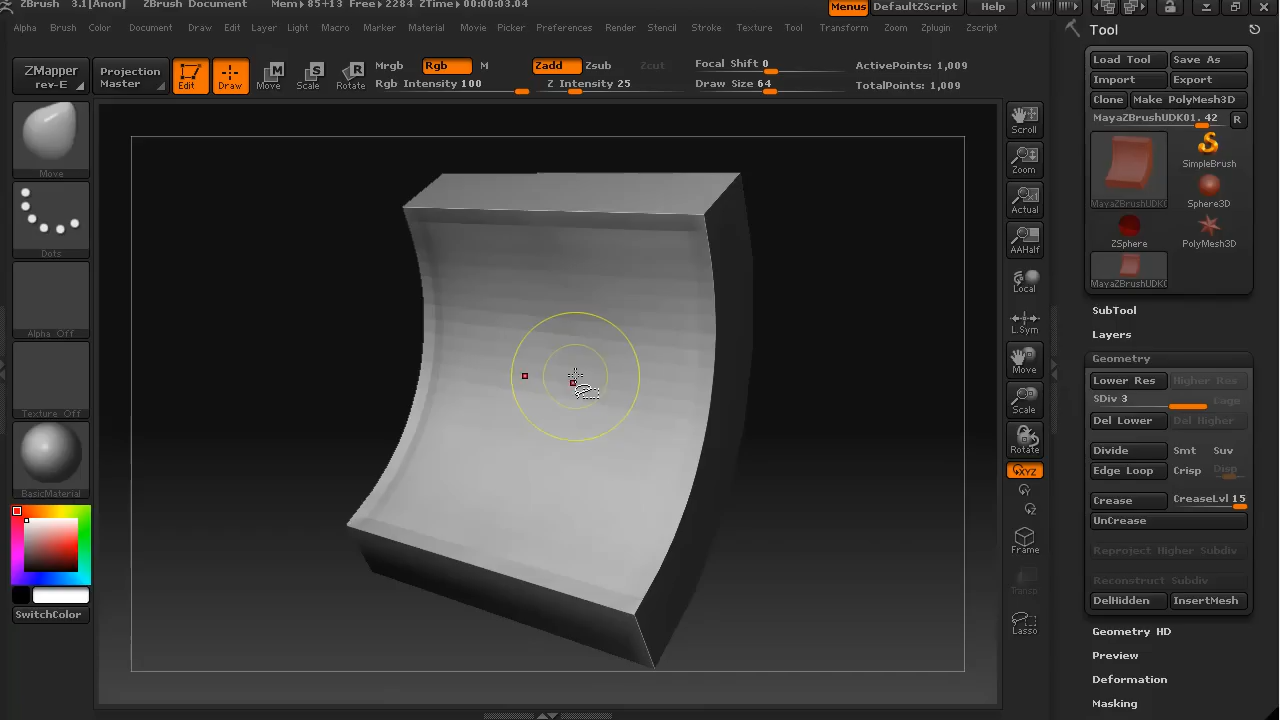 ZBrush 3.1[Anon] ZBrush Document Mem▸85+13 Free▸2284 ZTime▸00:00:03.04 Menus DefaultZScript Help
Alpha Brush Color Document Draw Edit Layer Light Macro Marker Material Movie Picker Preferences Render Stencil Stroke Texture Tool Transform Zoom Zplugin Zscript
Tool
ZMapper
rev-E
Projection
Master
Edit
Draw
Move
Scale
Rotate
Mrgb Rgb M
Rgb Intensity 100
Zadd Zsub Zcut
Z Intensity 25
Focal Shift 0
Draw Size 64
ActivePoints: 1,009
TotalPoints: 1,009
Move
Dots
Alpha Off
Texture Off
BasicMaterial
SwitchColor
Scroll
Zoom
Actual
AAHalf
Local
L.Sym
Move
Scale
Rotate
XYZ
Y
Z
Frame
Transp
Lasso
Load Tool Save As
Import Export
Clone Make PolyMesh3D
MayaZBrushUDK01. 42 R
SimpleBrush
MayaZBrushUDK Sphere3D
ZSphere PolyMesh3D
MayaZBrushUDK
SubTool
Layers
Geometry
Lower Res Higher Res
SDiv 3 Cage
Del Lower Del Higher
Divide Smt Suv
Edge Loop Crisp Disp
Crease CreaseLvl 15
UnCrease
Reproject Higher Subdiv
Reconstruct Subdiv
DelHidden InsertMesh
Geometry HD
Preview
Deformation
Masking